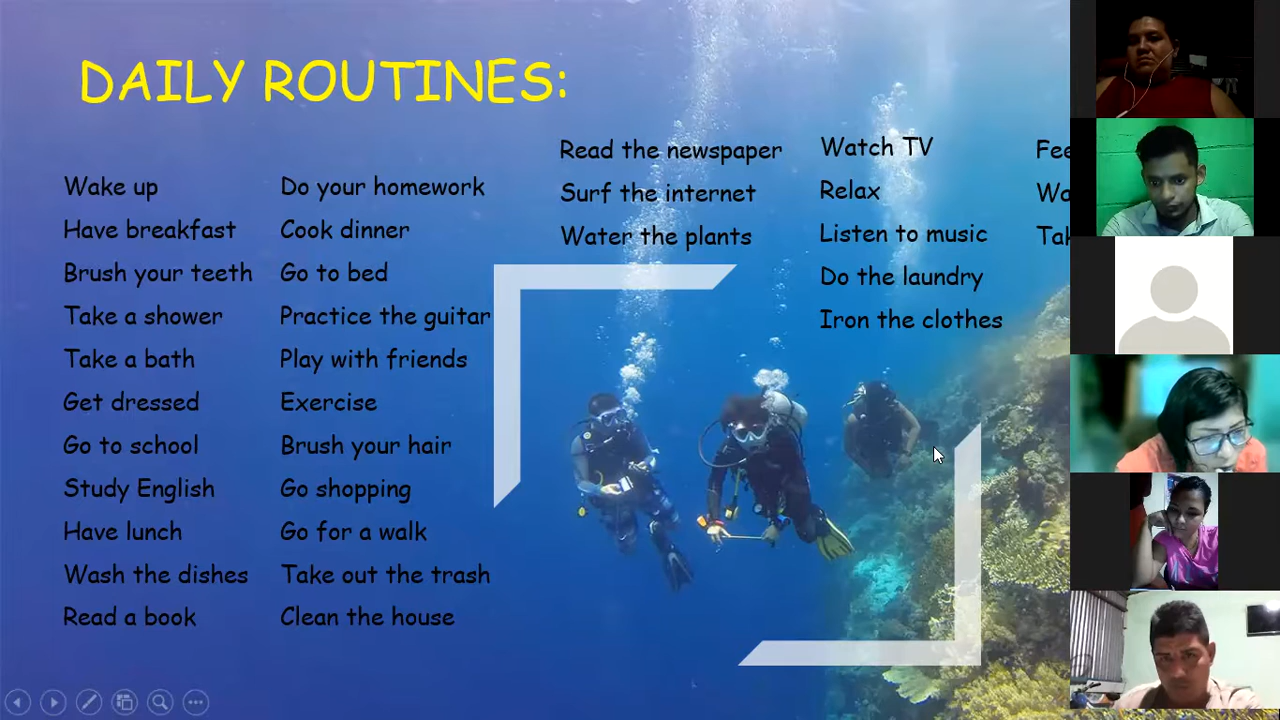 DAILY ROUTINES:
Wake up
Have breakfast
Brush your teeth
Take a shower
Take a bath
Get dressed
Go to school
Study English
Have lunch
Wash the dishes
Read a book
Do your homework
Cook dinner
Go to bed
Practice the guitar
Play with friends
Exercise
Brush your hair
Go shopping
Go for a walk
Take out the trash
Clean the house
Read the newspaper
Surf the internet
Water the plants
Watch TV
Relax
Listen to music
Do the laundry
Iron the clothes